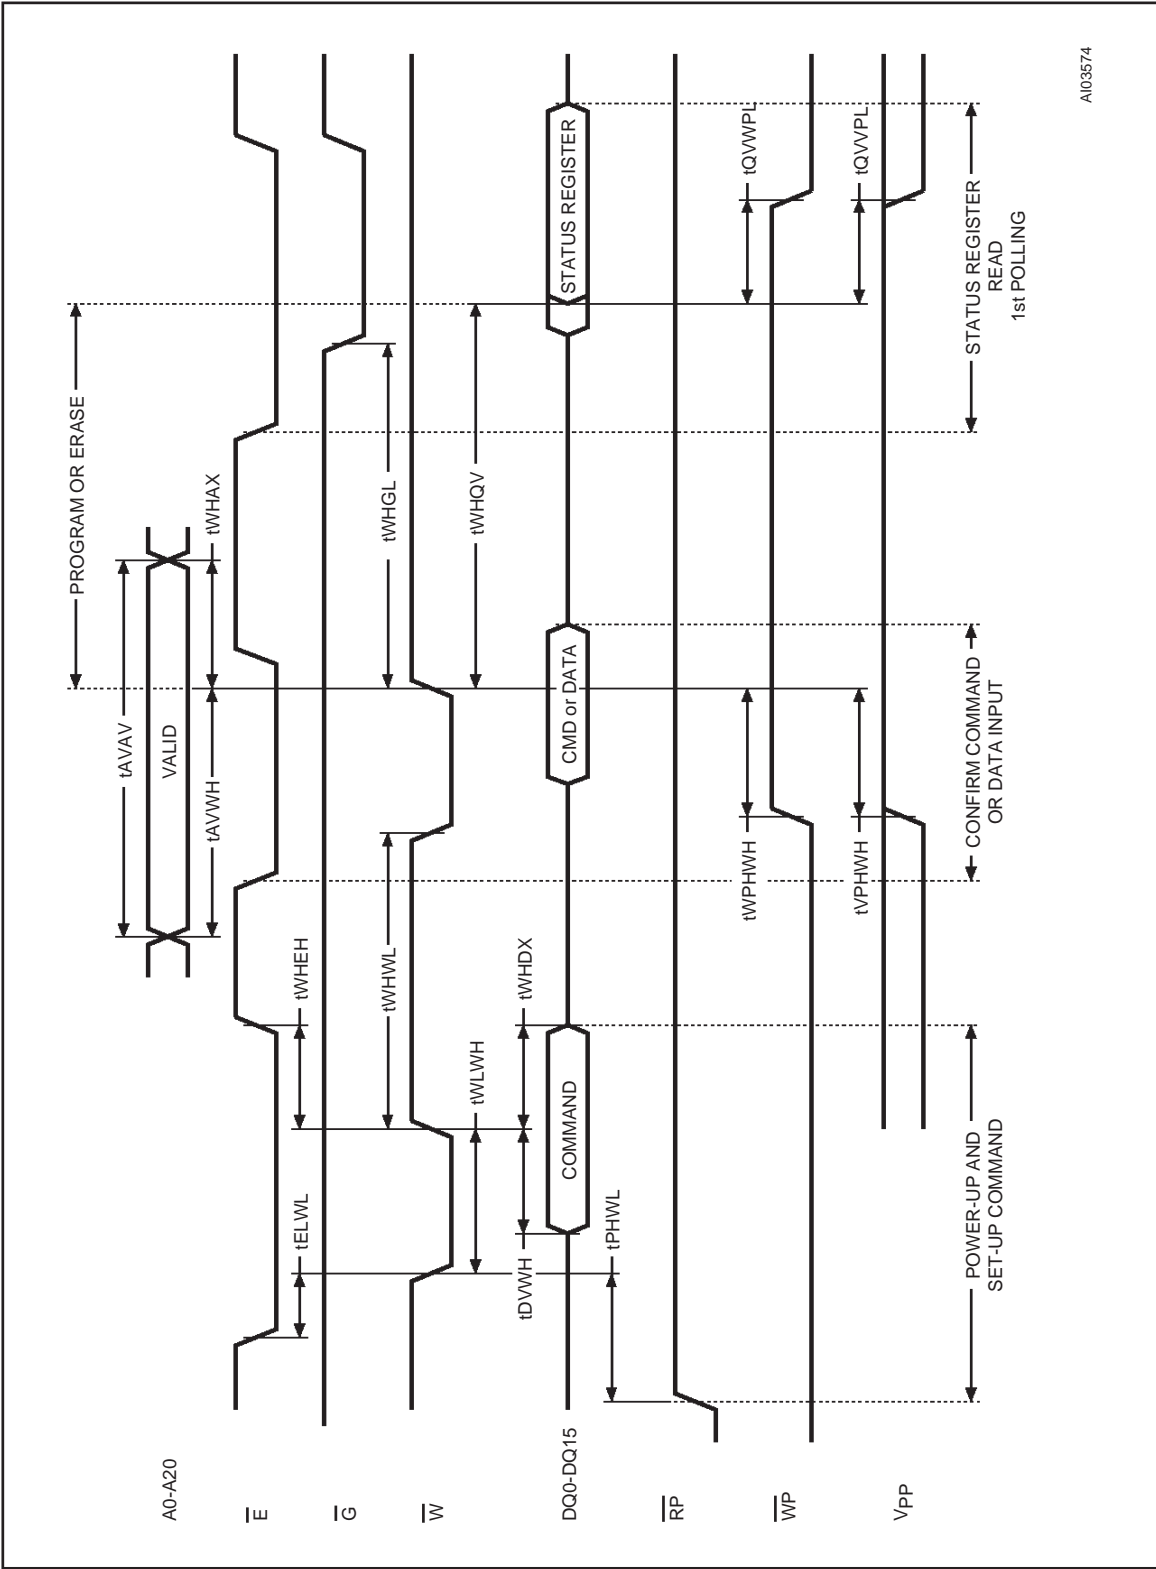 A0-A20
VALID
tAVAV
tAVWH
tWHAX
PROGRAM OR ERASE
E
tELWL
tWHEH
G
tWHWL
tWHGL
W
tWLWH
tWHQV
DQ0-DQ15
COMMAND
CMD or DATA
STATUS REGISTER
tDVWH
tWHDX
tPHWL
RP
WP
tWPHWH
tQVWPL
VPP
tVPHWH
tQVVPL
POWER-UP AND
SET-UP COMMAND
CONFIRM COMMAND
OR DATA INPUT
STATUS REGISTER
READ
1st POLLING
AI03574